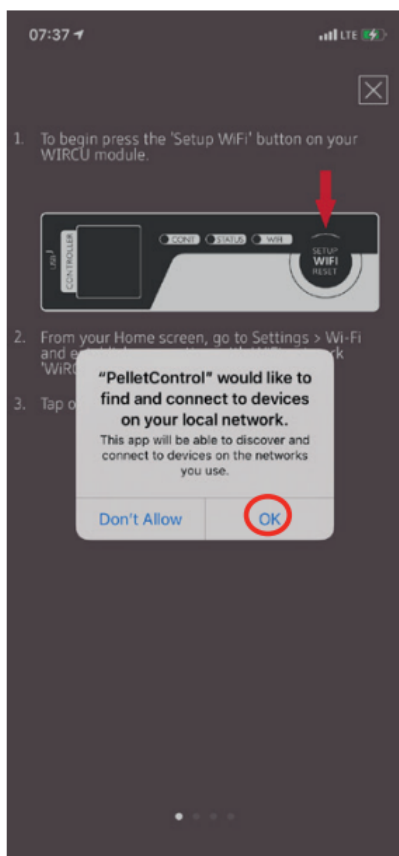 07:37
LTE
1. To begin press the 'Setup WiFi' button on your
WIRCU module.
USB
CONTROLLER
CONT
STATUS
WIFI
SETUP
WIFI
RESET
2. From your Home screen, go to Settings > Wi-Fi
and
3. Tap
"PelletControl" would like to
find and connect to devices
on your local network.
This app will be able to discover and
connect to devices on the networks
you use.
Don't Allow
OK